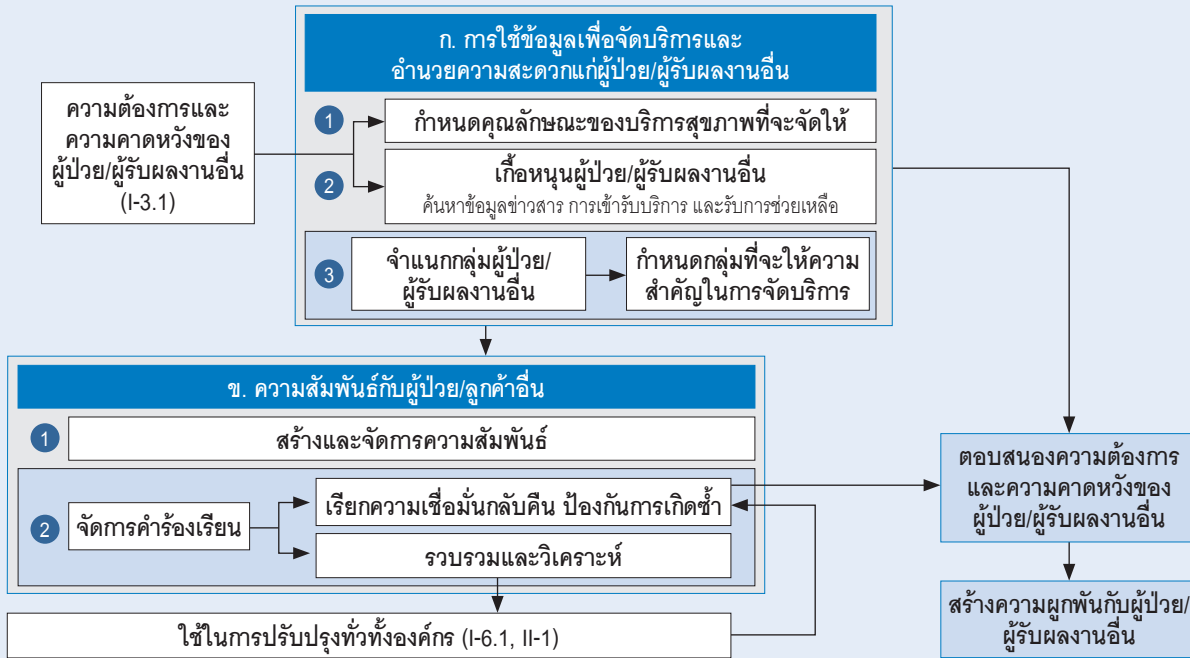 ก. การใช้ข้อมูลเพื่อจัดบริการและ
อำนวยความสะดวกแก่ผู้ป่วย/ผู้รับผลงานอื่น
ความต้องการและ
ความคาดหวังของ
ผู้ป่วย/ผู้รับผลงานอื่น
(I-3.1)
1 กำหนดคุณลักษณะของบริการสุขภาพที่จะจัดให้
2 เกื้อหนุนผู้ป่วย/ผู้รับผลงานอื่น
ค้นหาข้อมูลข่าวสาร การเข้ารับบริการ และรับการช่วยเหลือ
3 จำแนกกลุ่มผู้ป่วย/
ผู้รับผลงานอื่น
กำหนดกลุ่มที่จะให้ความ
สำคัญในการจัดบริการ
ข. ความสัมพันธ์กับผู้ป่วย/ลูกค้าอื่น
1 สร้างและจัดการความสัมพันธ์
2 จัดการคำร้องเรียน
เรียกความเชื่อมั่นกลับคืน ป้องกันการเกิดซ้ำ
รวบรวมและวิเคราะห์
ใช้ในการปรับปรุงทั่วทั้งองค์กร (I-6.1, II-1)
ตอบสนองความต้องการ
และความคาดหวังของ
ผู้ป่วย/ผู้รับผลงานอื่น
สร้างความผูกพันกับผู้ป่วย/
ผู้รับผลงานอื่น